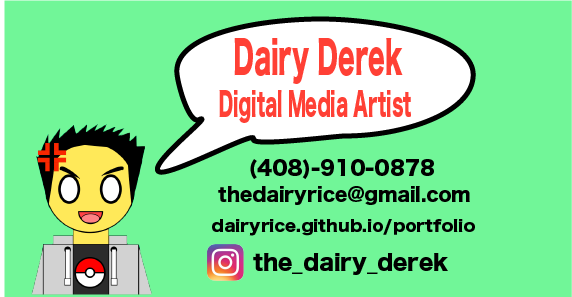 Dairy Derek
Digital Media Artist
(408)-910-0878
thedairyrice@gmail.com
dairyrice.github.io/portfolio
the_dairy_derek